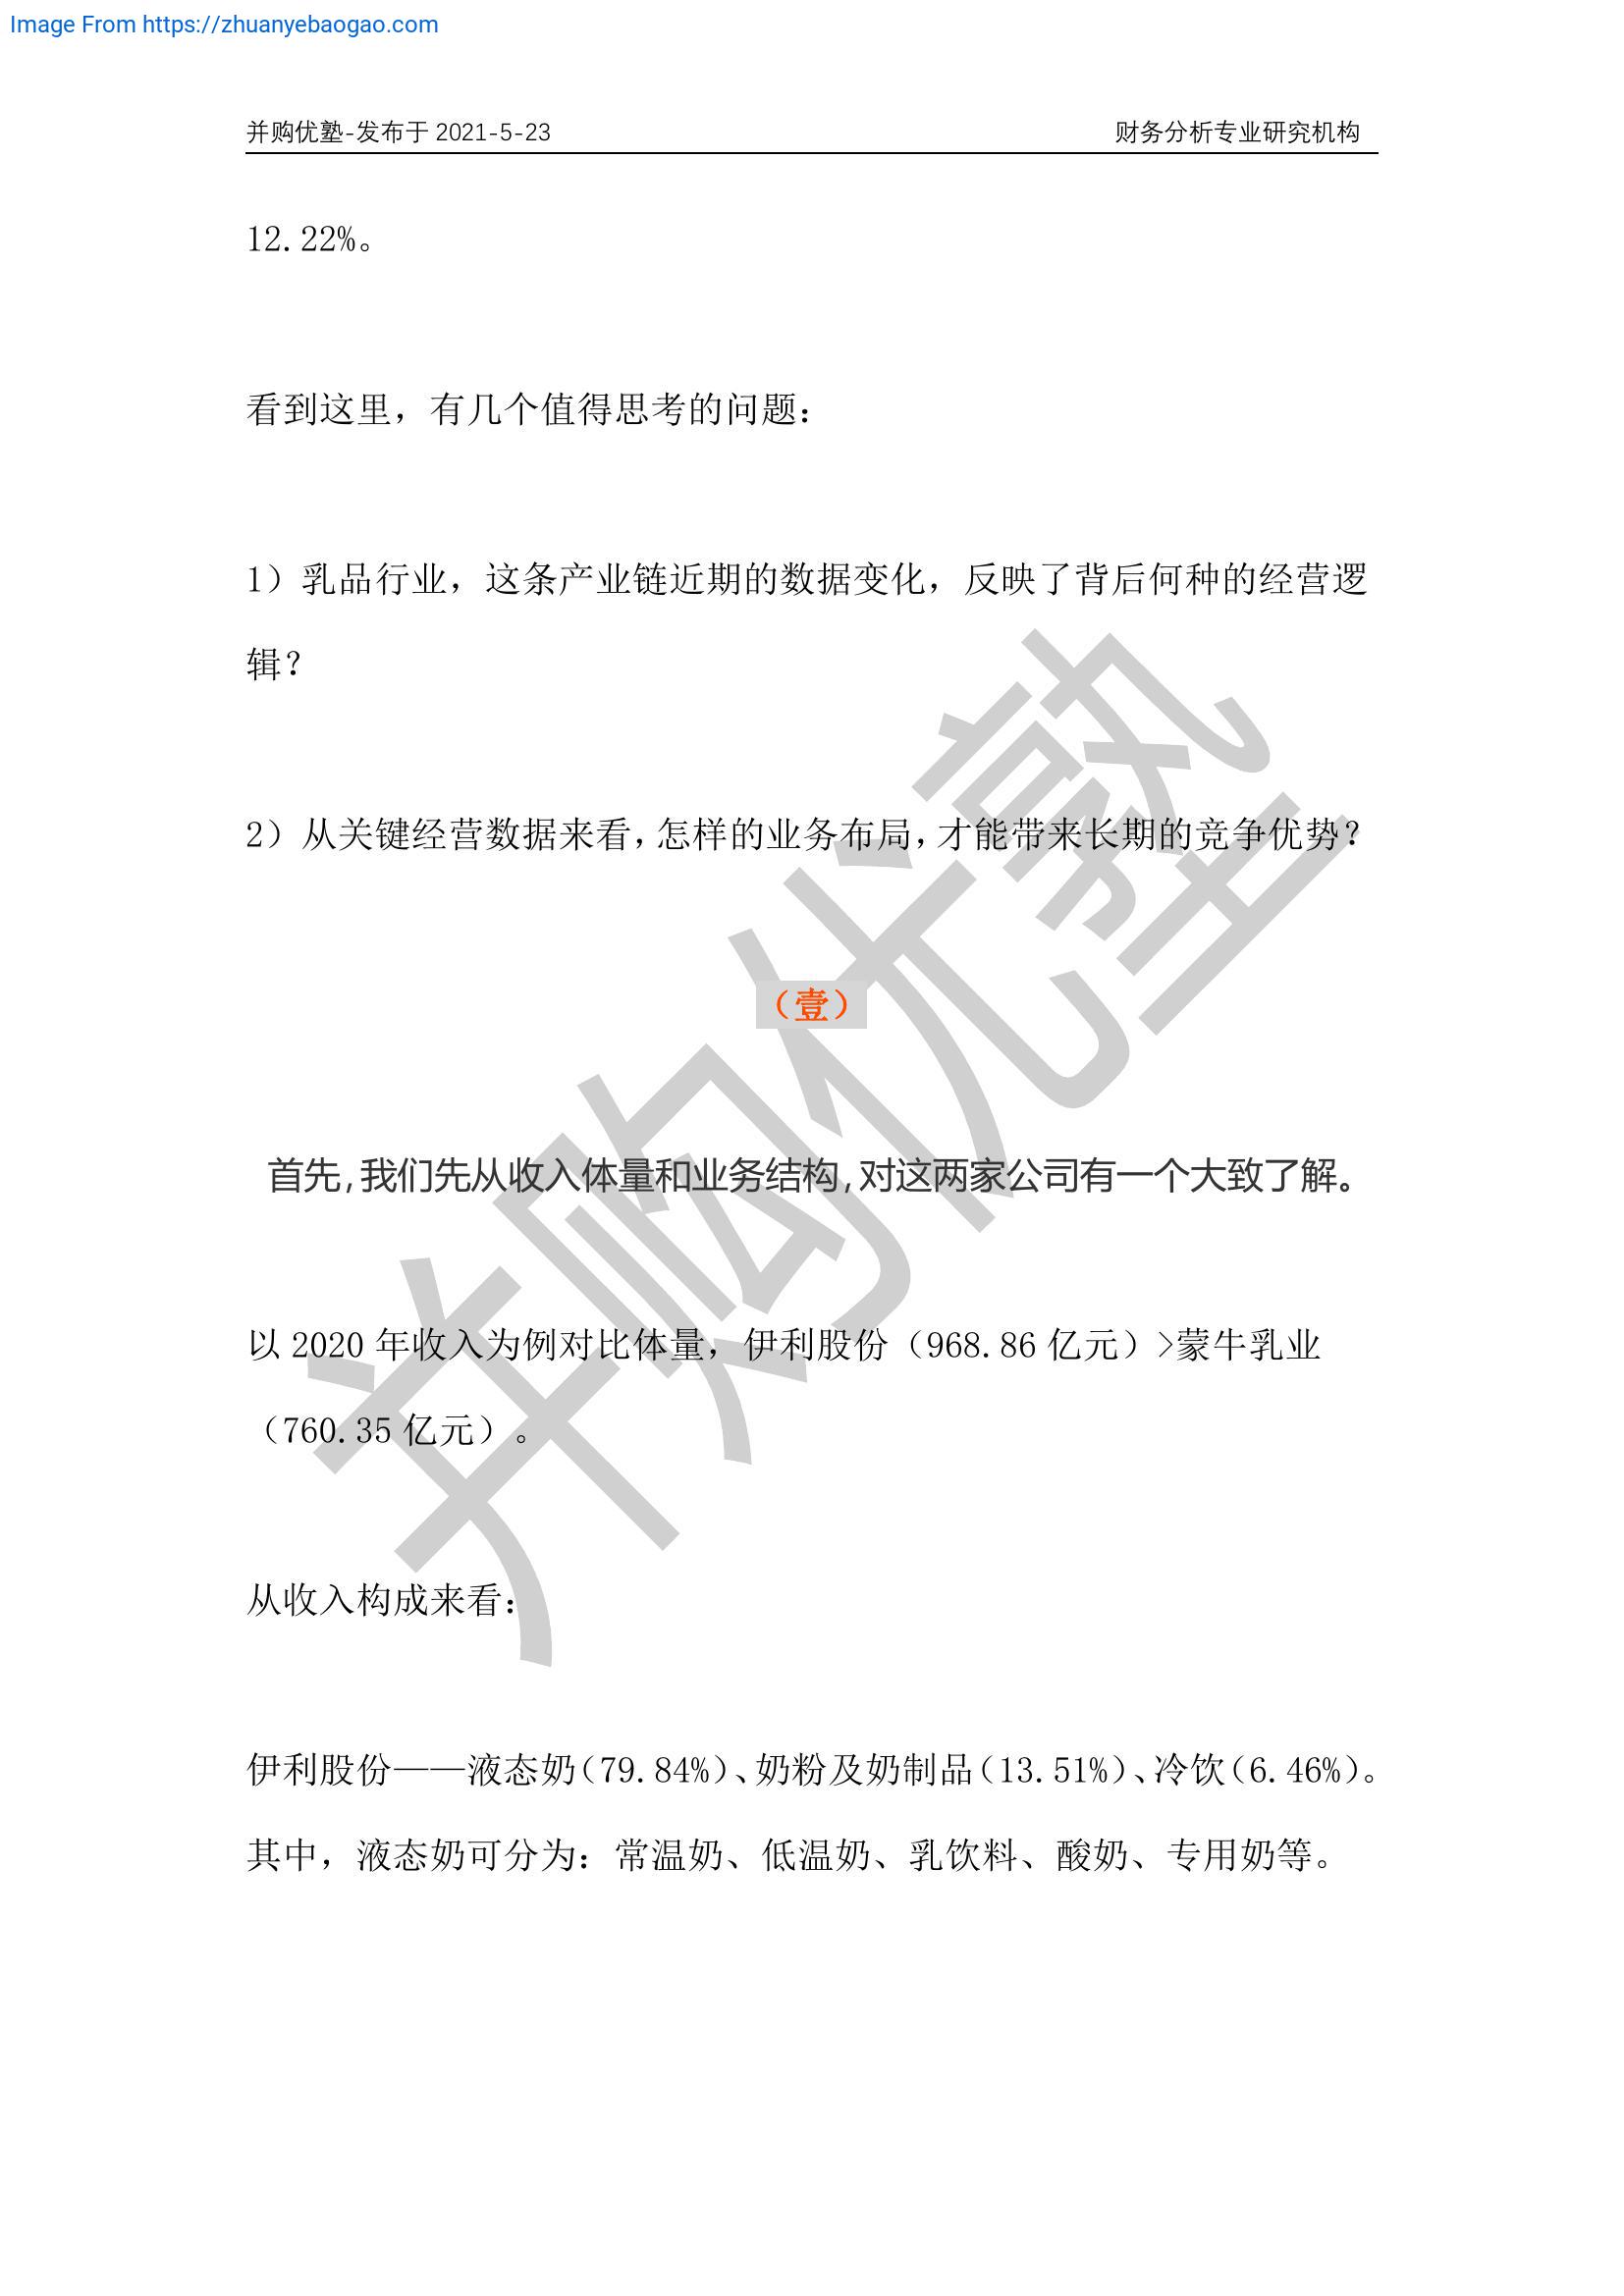 Image From https://zhuanyebaogao.com
并购优塾-发布于 2021-5-23 财务分析专业研究机构
12.22%。
看到这里，有几个值得思考的问题：
1）乳品行业，这条产业链近期的数据变化，反映了背后何种的经营逻
辑？
2）从关键经营数据来看，怎样的业务布局，才能带来长期的竞争优势？
（壹）
首先，我们先从收入体量和业务结构，对这两家公司有一个大致了解。
以 2020 年收入为例对比体量，伊利股份（968.86 亿元）>蒙牛乳业
（760.35 亿元）。
从收入构成来看：
伊利股份——液态奶（79.84%）、奶粉及奶制品（13.51%）、冷饮（6.46%）。
其中，液态奶可分为：常温奶、低温奶、乳饮料、酸奶、专用奶等。
并购优塾